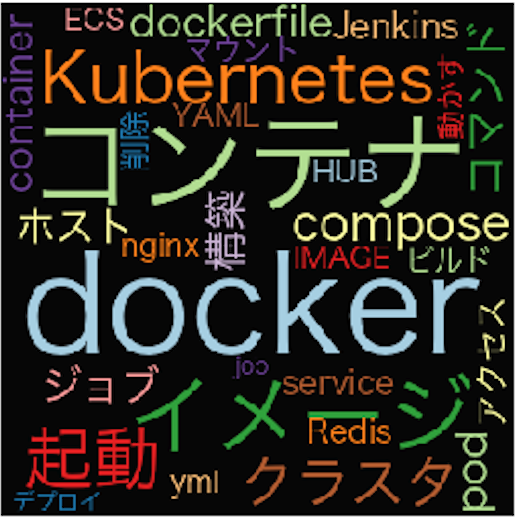 ECS
dockerfile
Jenkins
container
マウント
コマンド
Kubernetes
動かす
YAML
削除
コンテナ
HUB
ホスト
構築
compose
nginx
IMAGE
ビルド
docker
アクセス
ジョブ
service
イメージ
Redis
起動
pod
yml
クラスタ
デプロイ